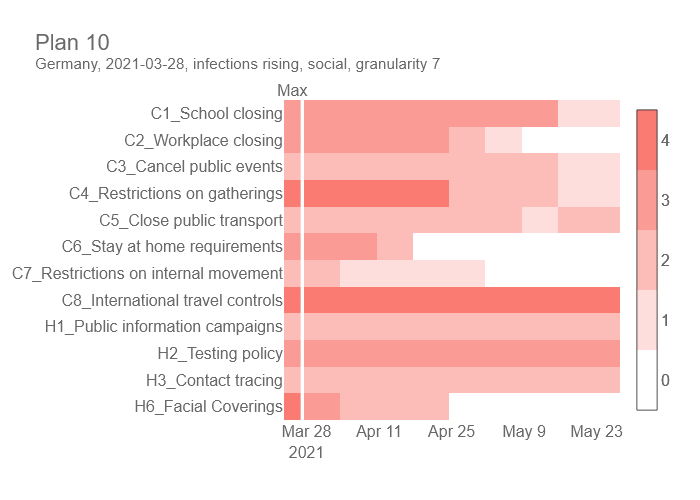 Plan 10
Germany, 2021-03-28, infections rising, social, granularity 7
Max
C1_School closing
C2_Workplace closing
C3_Cancel public events
C4_Restrictions on gatherings
C5_Close public transport
C6_Stay at home requirements
C7_Restrictions on internal movement
C8_International travel controls
H1_Public information campaigns
H2_Testing policy
H3_Contact tracing
H6_Facial Coverings
4
3
2
1
0
Mar 28 Apr 11 Apr 25 May 9 May 23
2021